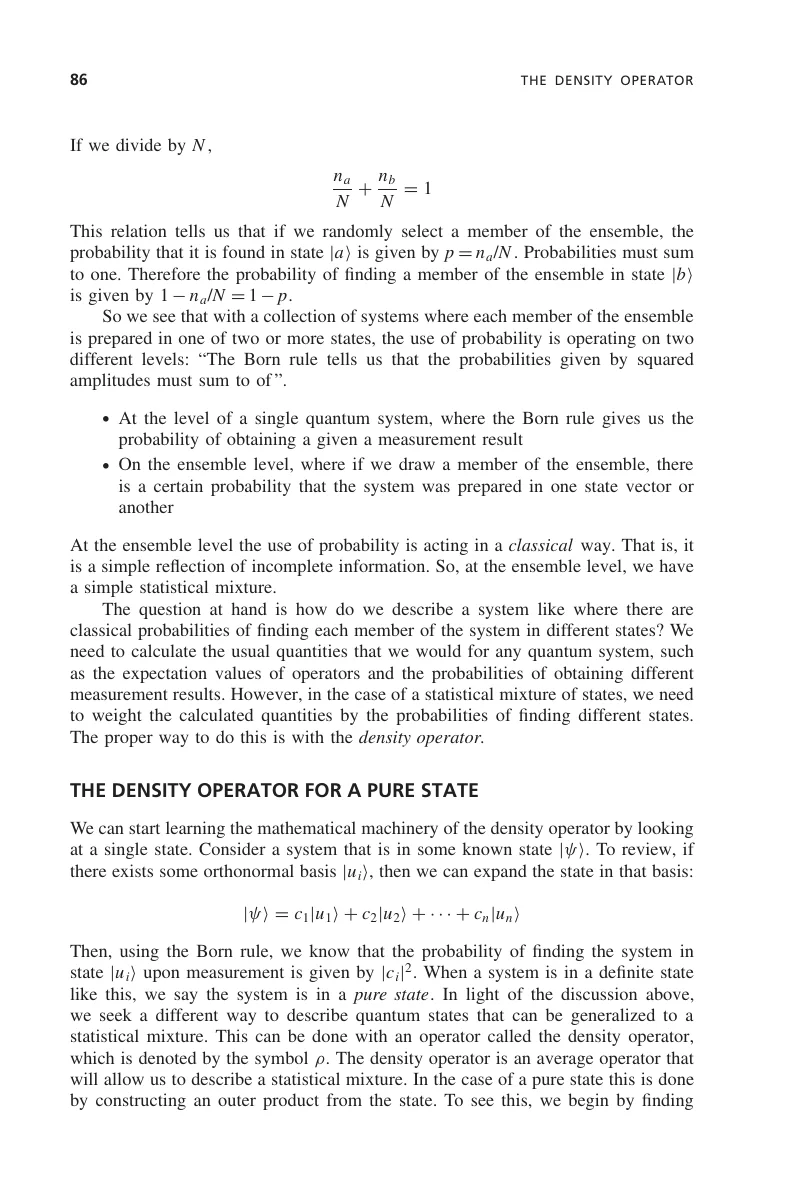 86 THE DENSITY OPERATOR
If we divide by N,
n_a/N + n_b/N = 1
This relation tells us that if we randomly select a member of the ensemble, the
probability that it is found in state |a⟩ is given by p = n_a/N. Probabilities must sum
to one. Therefore the probability of finding a member of the ensemble in state |b⟩
is given by 1 − n_a/N = 1 − p.
So we see that with a collection of systems where each member of the ensemble
is prepared in one of two or more states, the use of probability is operating on two
different levels: “The Born rule tells us that the probabilities given by squared
amplitudes must sum to of”.
• At the level of a single quantum system, where the Born rule gives us the
probability of obtaining a given a measurement result
• On the ensemble level, where if we draw a member of the ensemble, there
is a certain probability that the system was prepared in one state vector or
another
At the ensemble level the use of probability is acting in a classical way. That is, it
is a simple reflection of incomplete information. So, at the ensemble level, we have
a simple statistical mixture.
The question at hand is how do we describe a system like where there are
classical probabilities of finding each member of the system in different states? We
need to calculate the usual quantities that we would for any quantum system, such
as the expectation values of operators and the probabilities of obtaining different
measurement results. However, in the case of a statistical mixture of states, we need
to weight the calculated quantities by the probabilities of finding different states.
The proper way to do this is with the density operator.
THE DENSITY OPERATOR FOR A PURE STATE
We can start learning the mathematical machinery of the density operator by looking
at a single state. Consider a system that is in some known state |ψ⟩. To review, if
there exists some orthonormal basis |u_i⟩, then we can expand the state in that basis:
|ψ⟩ = c₁|u₁⟩ + c₂|u₂⟩ + ⋯ + c_n|u_n⟩
Then, using the Born rule, we know that the probability of finding the system in
state |u_i⟩ upon measurement is given by |c_i|². When a system is in a definite state
like this, we say the system is in a pure state. In light of the discussion above,
we seek a different way to describe quantum states that can be generalized to a
statistical mixture. This can be done with an operator called the density operator,
which is denoted by the symbol ρ. The density operator is an average operator that
will allow us to describe a statistical mixture. In the case of a pure state this is done
by constructing an outer product from the state. To see this, we begin by finding